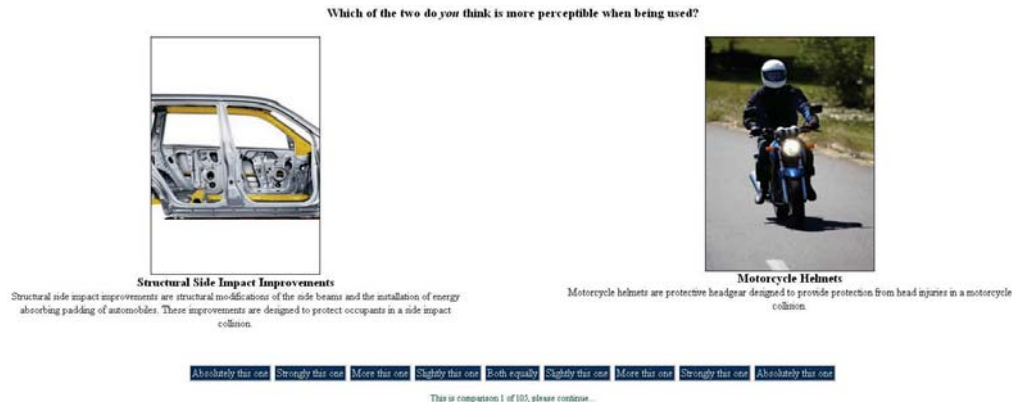 Which of the two do you think is more perceptible when being used?
Structural Side Impact Improvements
Structural side impact improvements are structural modifications of the side beams and the installation of energy
absorbing padding of automobiles. These improvements are designed to protect occupants in a side impact
collision.
Motorcycle Helmets
Motorcycle helmets are protective headgear designed to provide protection from head injuries in a motorcycle
collision.
Absolutely this one Strongly this one More this one Slightly this one Both equally Slightly this one More this one Strongly this one Absolutely this one
This is comparison 1 of 105, please continue...